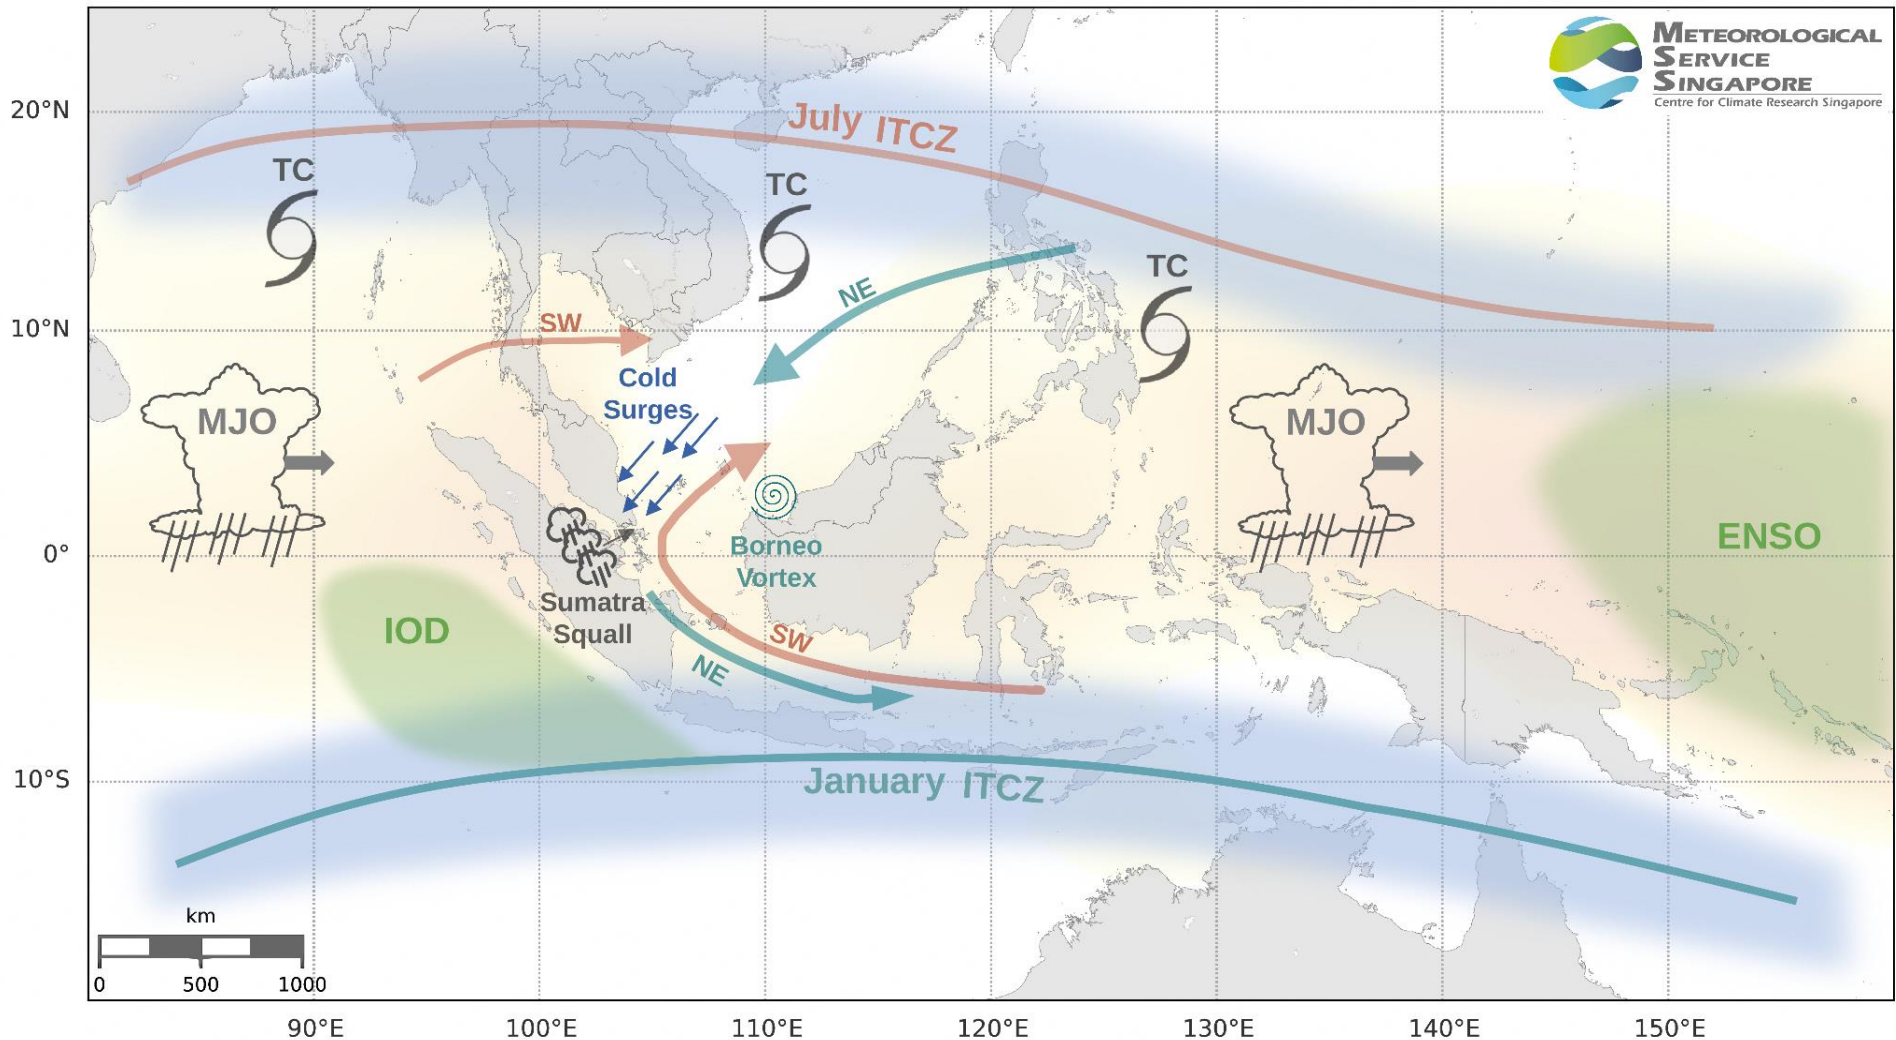 METEOROLOGICAL
SERVICE
SINGAPORE
Centre for Climate Research Singapore
20°N
10°N
0°
10°S
July ITCZ
TC
TC
TC
NE
SW
Cold
Surges
MJO
MJO
ENSO
Borneo
Vortex
Sumatra
Squall
IOD
SW
NE
January ITCZ
km
0 500 1000
90°E 100°E 110°E 120°E 130°E 140°E 150°E